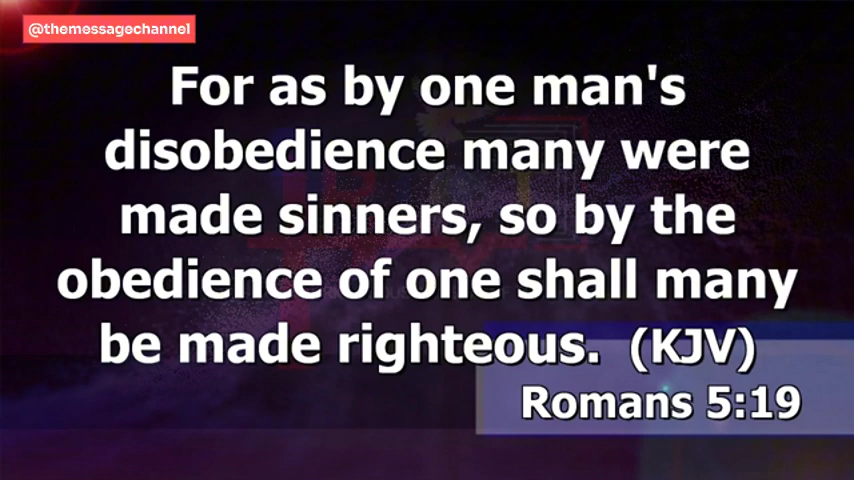 @themessagechannel
For as by one man's
disobedience many were
made sinners, so by the
obedience of one shall many
be made righteous. (KJV)
Romans 5:19